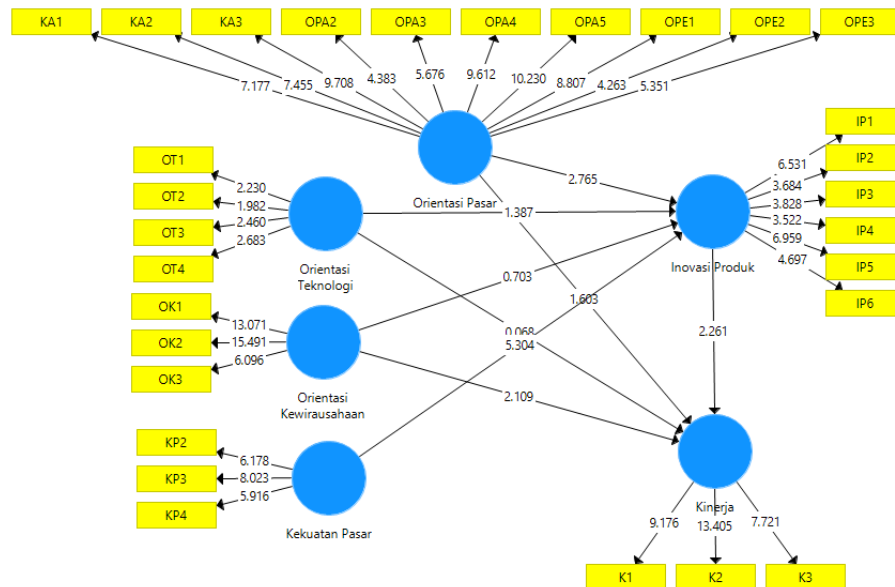 KA1
KA2
KA3
OPA2
OPA3
OPA4
OPA5
OPE1
OPE2
OPE3
7.177
7.455
9.708
4.383
5.676
9.612
10.230
8.807
4.263
5.351
Orientasi Pasar
OT1
OT2
OT3
OT4
2.230
1.982
2.460
2.683
Orientasi
Teknologi
OK1
OK2
OK3
13.071
15.491
6.096
Orientasi
Kewirausahaan
KP2
KP3
KP4
6.178
8.023
5.916
Kekuatan Pasar
2.765
1.387
0.703
1.603
0.068
5.304
2.109
2.261
Inovasi Produk
6.531
3.684
3.828
3.522
6.959
4.697
IP1
IP2
IP3
IP4
IP5
IP6
Kinerja
9.176
13.405
7.721
K1
K2
K3